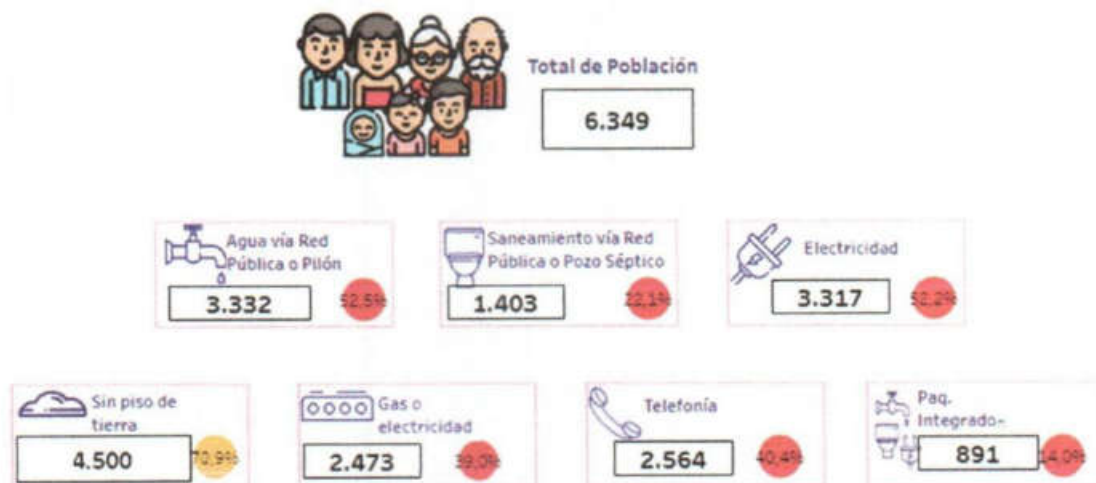 Total de Población
6.349
Agua vía Red
Pública o Pilón
3.332
52,5%
Saneamiento vía Red
Pública o Pozo Séptico
1.403
22,1%
Electricidad
3.317
52,2%
Sin piso de
tierra
4.500
70,9%
Gas o
electricidad
2.473
39,0%
Telefonía
2.564
40,4%
Paq.
Integrado-
891
14,0%